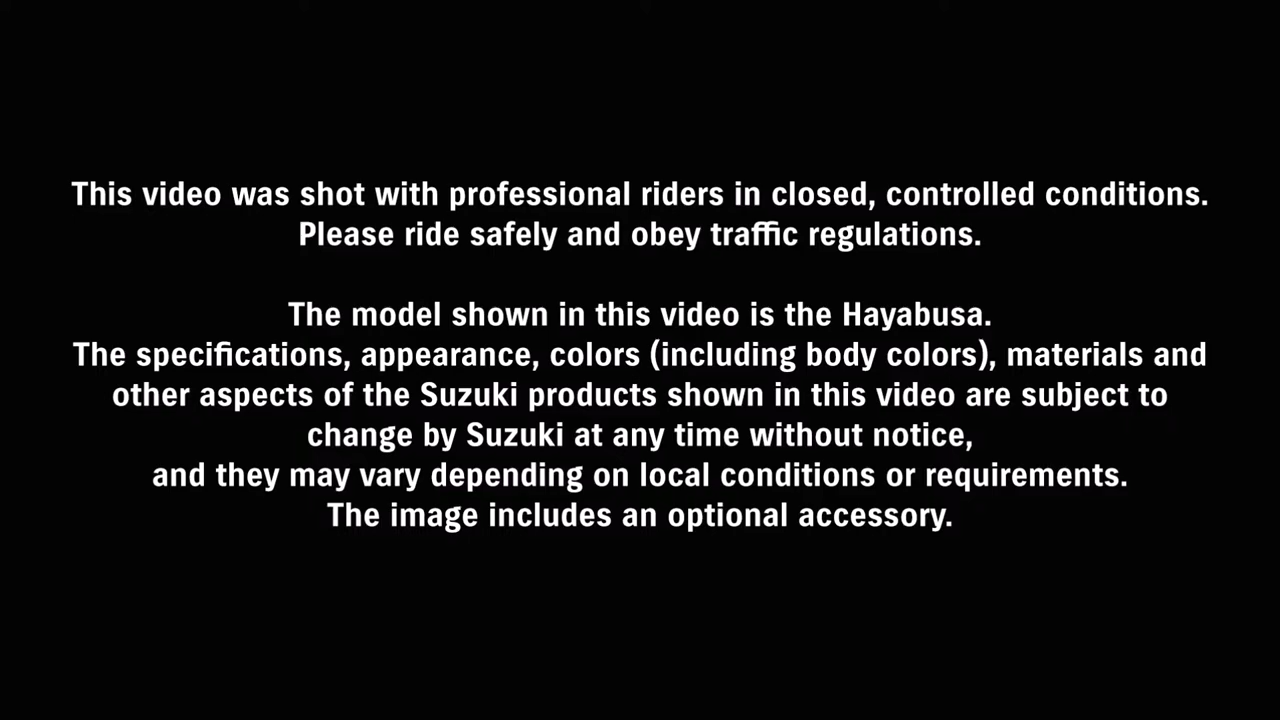 This video was shot with professional riders in closed, controlled conditions.
Please ride safely and obey traffic regulations.
The model shown in this video is the Hayabusa.
The specifications, appearance, colors (including body colors), materials and
other aspects of the Suzuki products shown in this video are subject to
change by Suzuki at any time without notice,
and they may vary depending on local conditions or requirements.
The image includes an optional accessory.